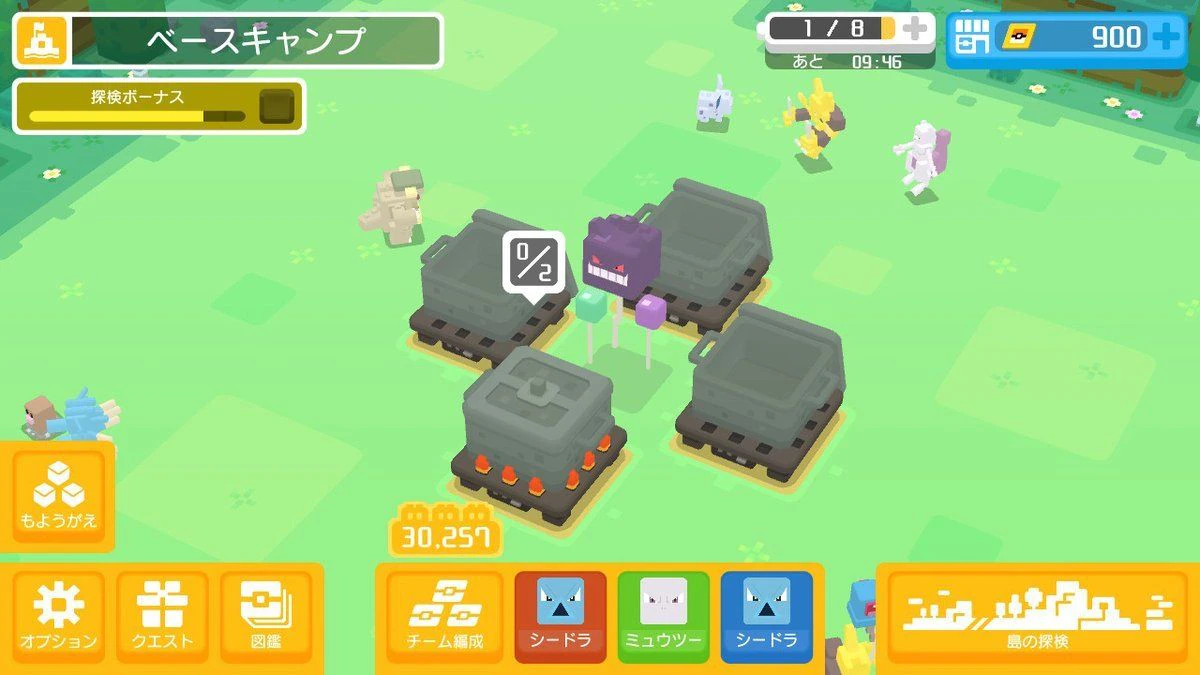 ベースキャンプ
1 / 8
900
あと 09:46
探検ボーナス
0/2
もようがえ
30,257
オプション
クエスト
図鑑
チーム編成
シードラ
ミュウツー
シードラ
島の探検